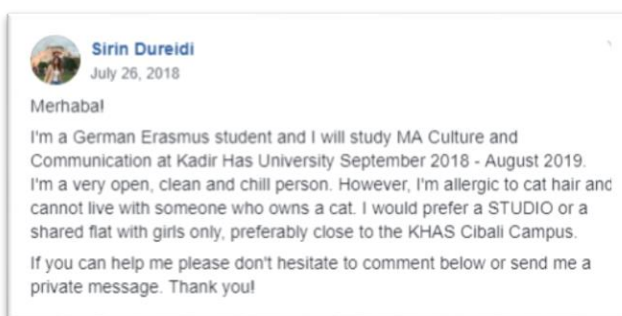 Sirin Dureidi
July 26, 2018
Merhaba!
I'm a German Erasmus student and I will study MA Culture and
Communication at Kadir Has University September 2018 - August 2019.
I'm a very open, clean and chill person. However, I'm allergic to cat hair and
cannot live with someone who owns a cat. I would prefer a STUDIO or a
shared flat with girls only, preferably close to the KHAS Cibali Campus.
If you can help me please don't hesitate to comment below or send me a
private message. Thank you!